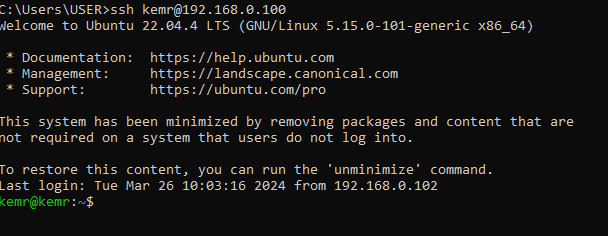 C:\Users\USER>ssh kemr@192.168.0.100
Welcome to Ubuntu 22.04.4 LTS (GNU/Linux 5.15.0-101-generic x86_64)
* Documentation:  https://help.ubuntu.com
* Management:     https://landscape.canonical.com
* Support:        https://ubuntu.com/pro
This system has been minimized by removing packages and content that are
not required on a system that users do not log into.
To restore this content, you can run the 'unminimize' command.
Last login: Tue Mar 26 10:03:16 2024 from 192.168.0.102
kemr@kemr:~$